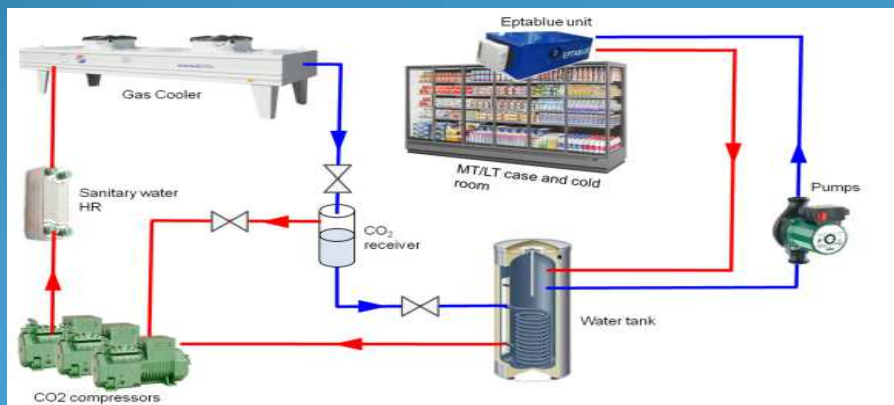 Eptablue unit
EPTABLUE
Gas Cooler
MT/LT case and cold
room
Sanitary water
HR
Pumps
CO₂
receiver
Water tank
CO2 compressors